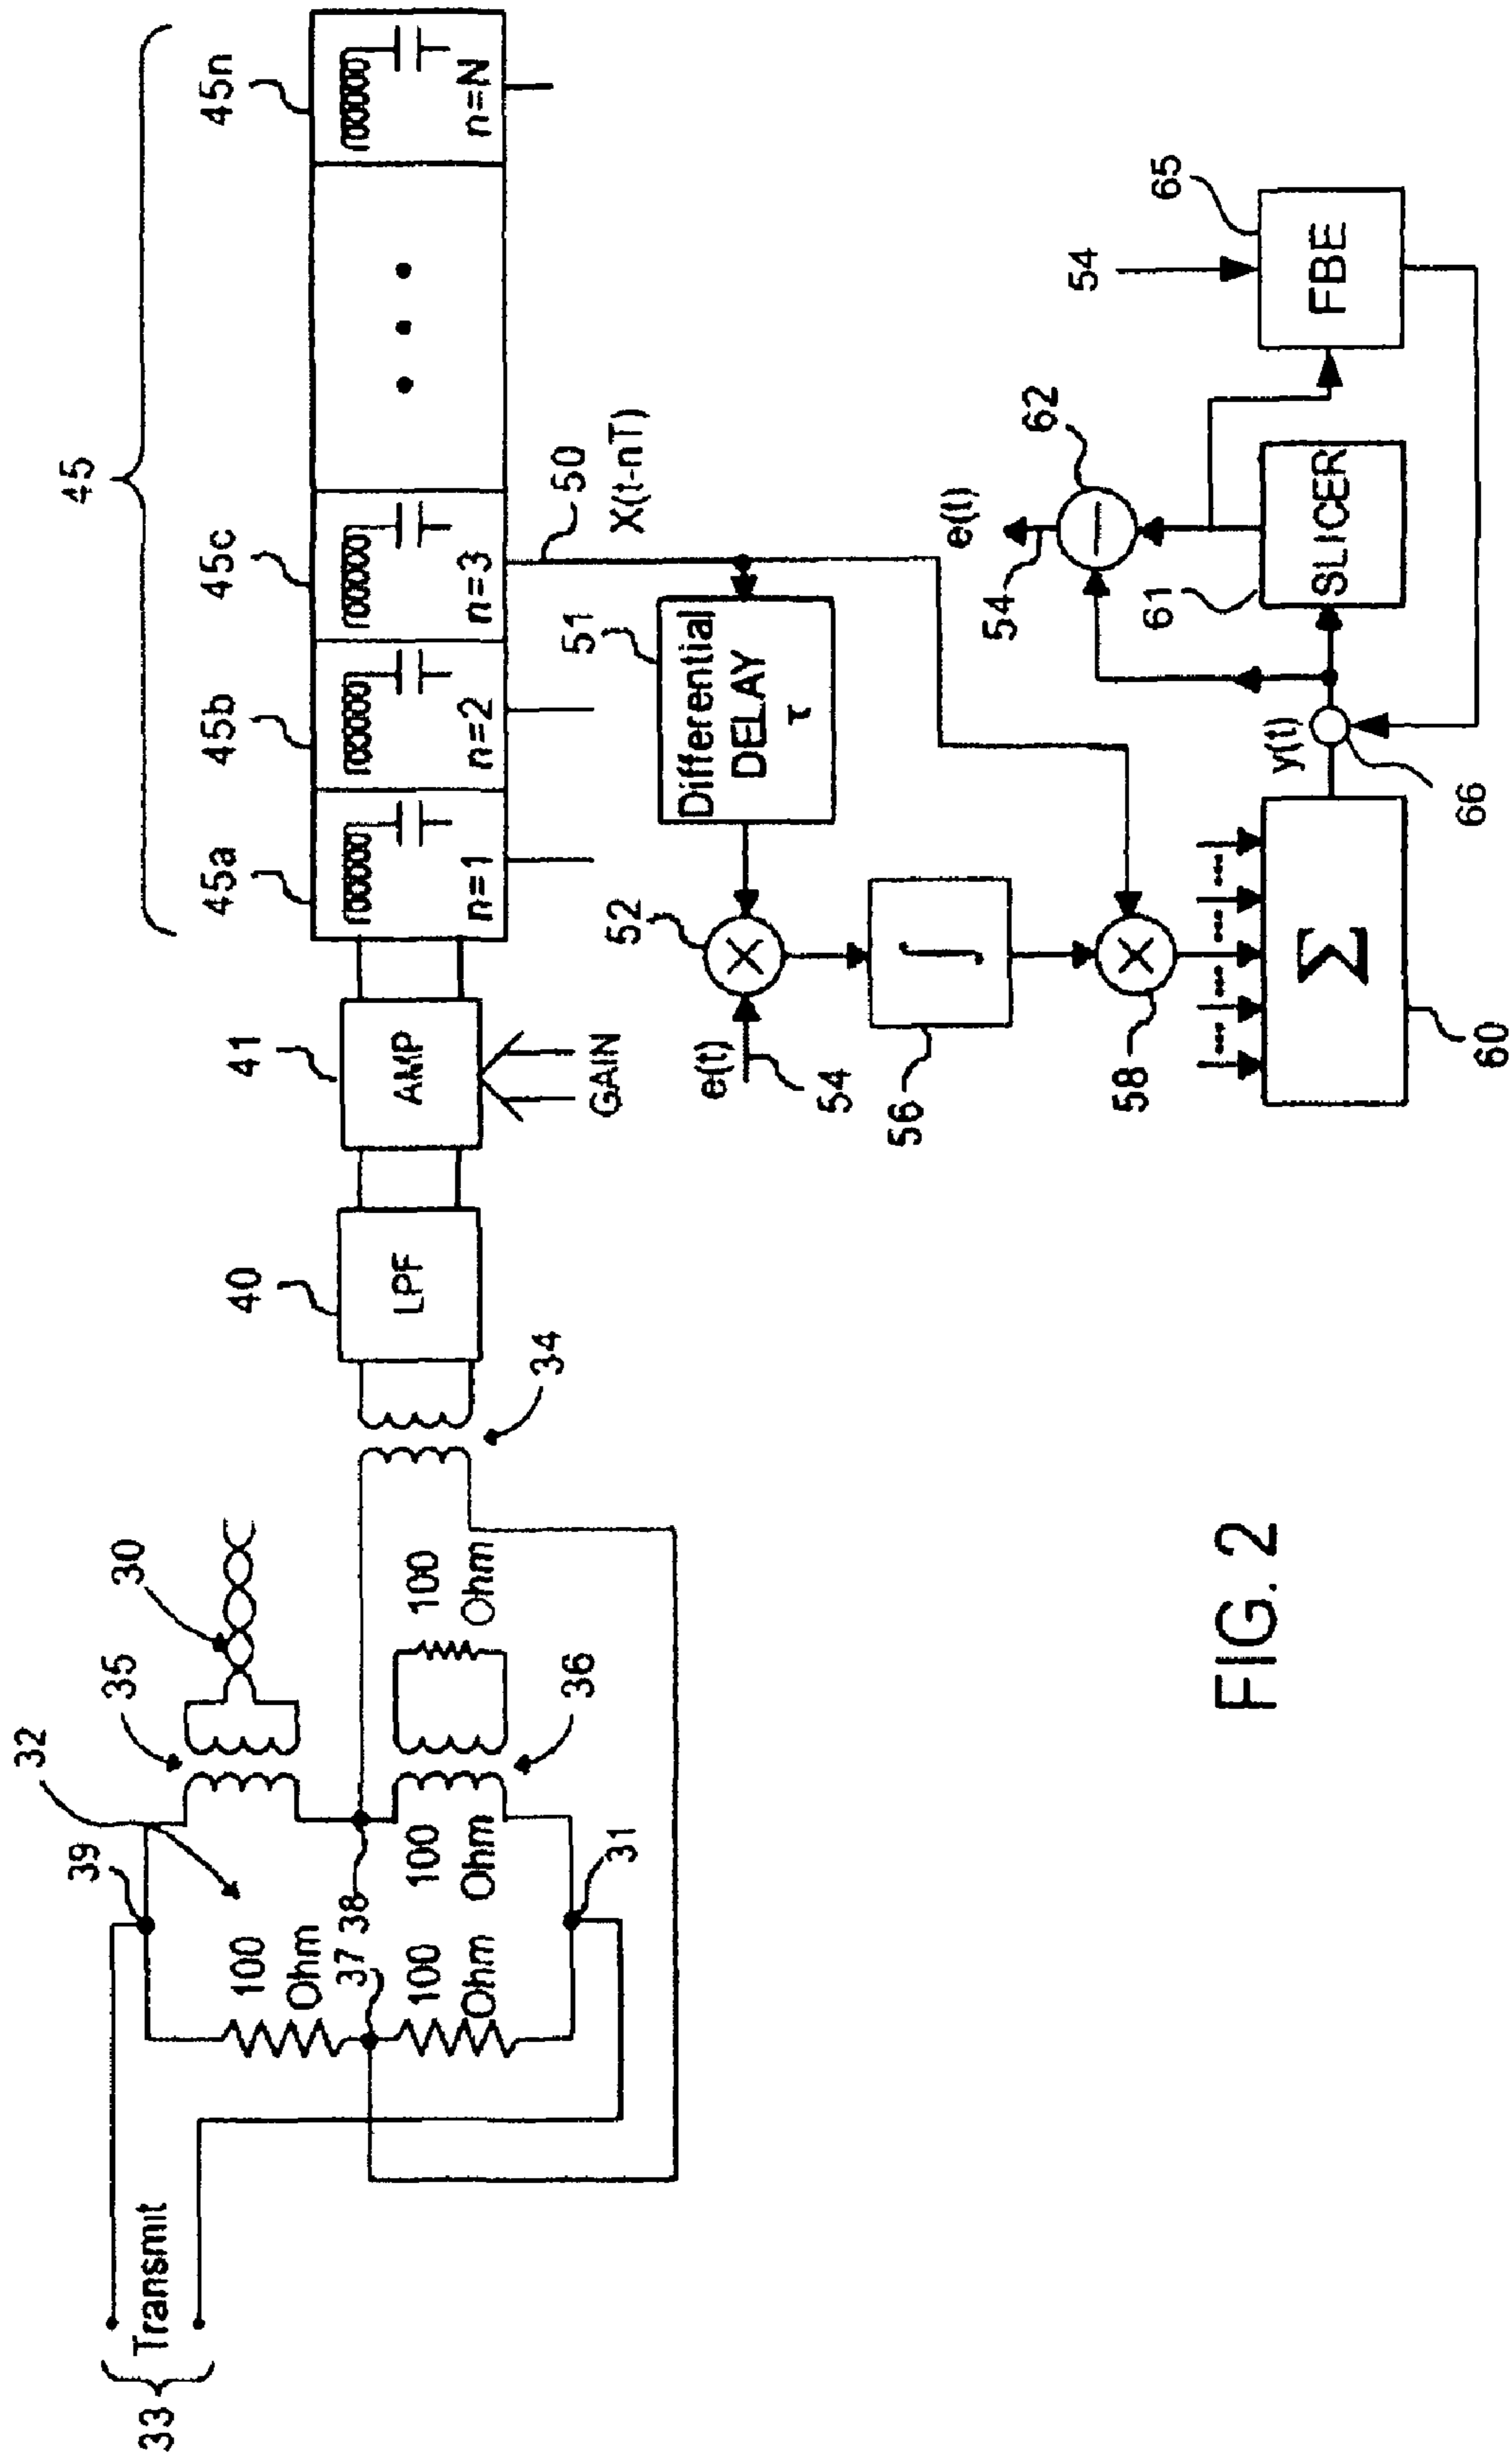 45
45a
45b
45c
45n
n=1
n=2
n=3
n=N
32
35
30
39
40
41
LPF
AMP
GAIN
34
33
Transmit
100
Ohm
37
38
100
Ohm
100
Ohm
100
Ohm
36
31
50
X(t-nT)
51
Differential
DELAY
τ
52
e(t)
54
56
∫
58
60
Σ
y(t)
66
61
SLICER
62
e(t)
54
54
65
FBE
FIG. 2